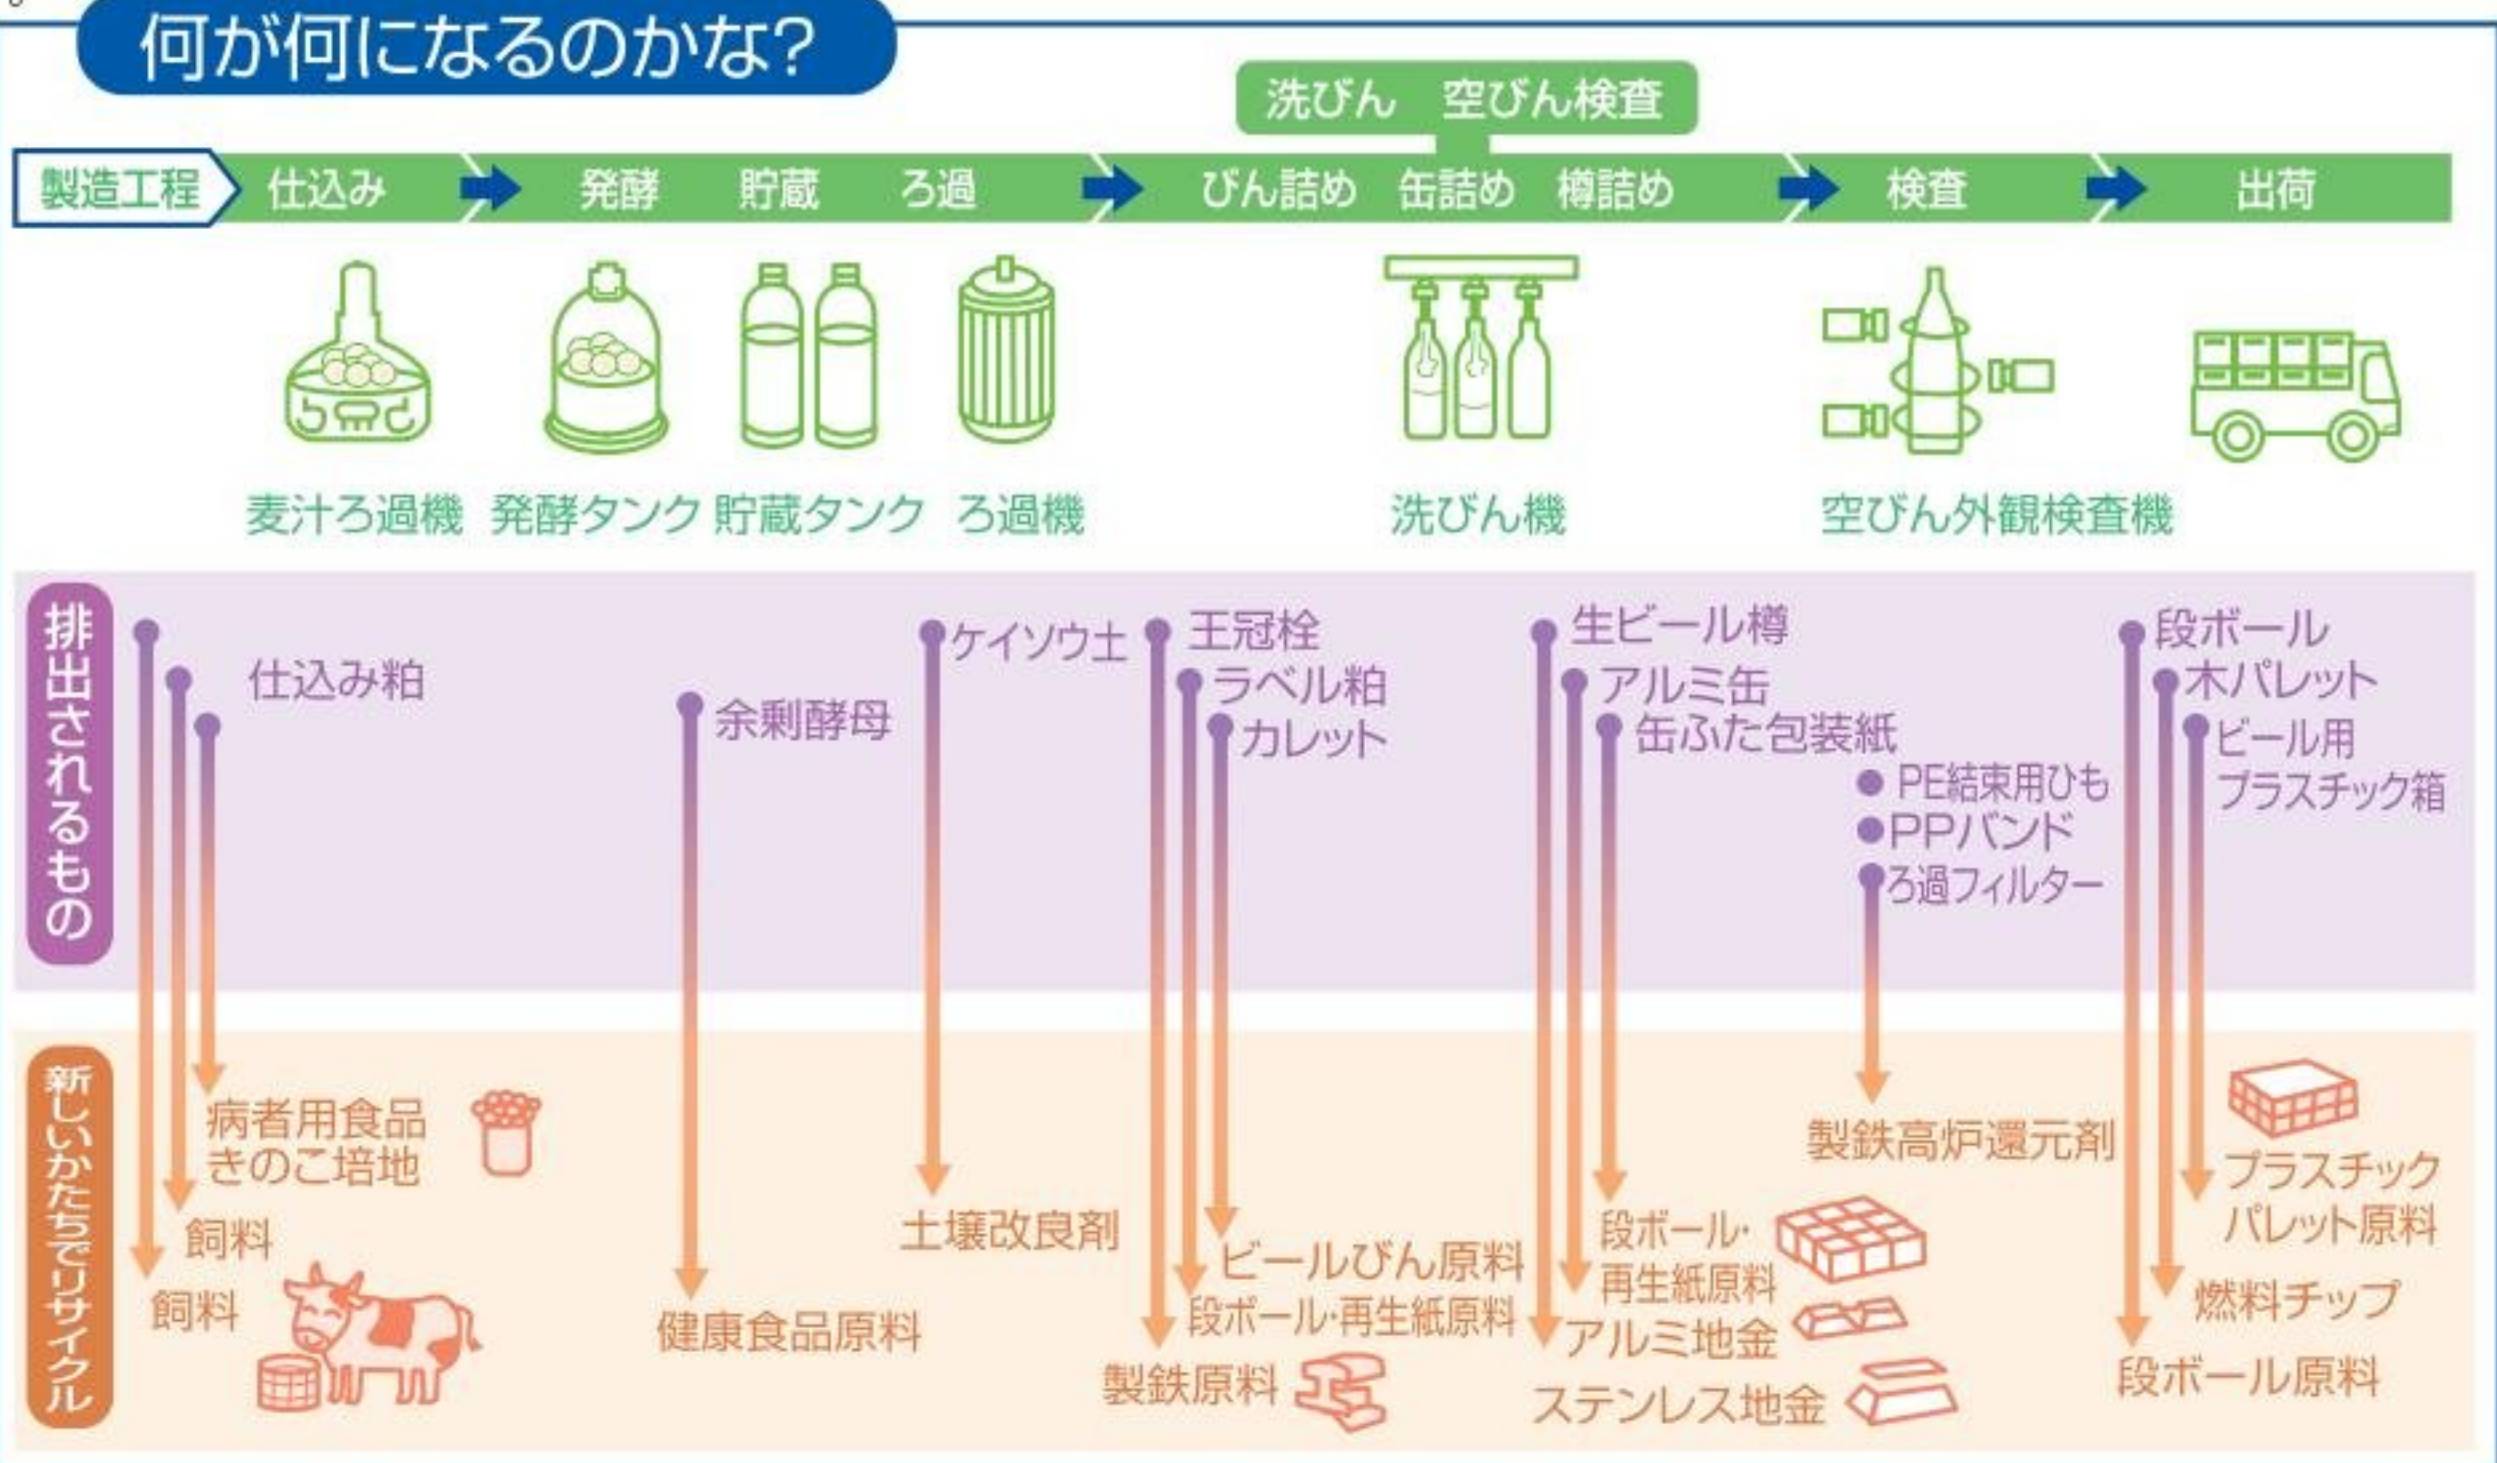 何が何になるのかな?
洗びん 空びん検査
製造工程 仕込み 発酵 貯蔵 ろ過 びん詰め 缶詰め 樽詰め 検査 出荷
麦汁ろ過機 発酵タンク 貯蔵タンク ろ過機 洗びん機 空びん外観検査機
排出されるもの
仕込み粕
余剰酵母
ケイソウ土
王冠栓
ラベル粕
カレット
生ビール樽
アルミ缶
缶ふた包装紙
PE結束用ひも
PPバンド
ろ過フィルター
段ボール
木パレット
ビール用
プラスチック箱
新しいかたちでリサイクル
病者用食品
きのこ培地
飼料
飼料
健康食品原料
土壌改良剤
ビールびん原料
段ボール・再生紙原料
製鉄原料
段ボール・
再生紙原料
アルミ地金
ステンレス地金
製鉄高炉還元剤
プラスチック
パレット原料
燃料チップ
段ボール原料